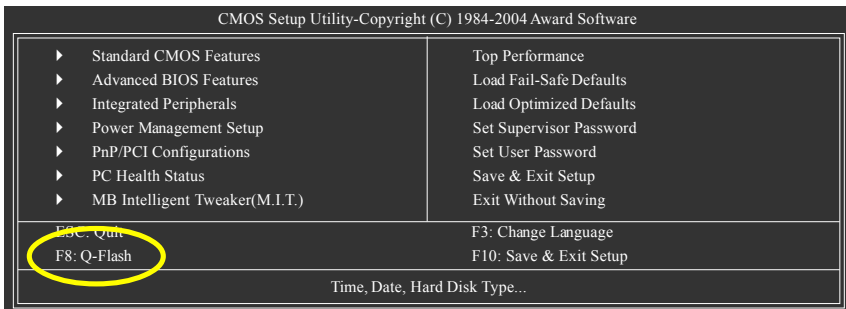 CMOS Setup Utility-Copyright (C) 1984-2004 Award Software
Standard CMOS Features
Advanced BIOS Features
Integrated Peripherals
Power Management Setup
PnP/PCI Configurations
PC Health Status
MB Intelligent Tweaker(M.I.T.)
Top Performance
Load Fail-Safe Defaults
Load Optimized Defaults
Set Supervisor Password
Set User Password
Save & Exit Setup
Exit Without Saving
ESC: Quit
F8: Q-Flash
F3: Change Language
F10: Save & Exit Setup
Time, Date, Hard Disk Type...